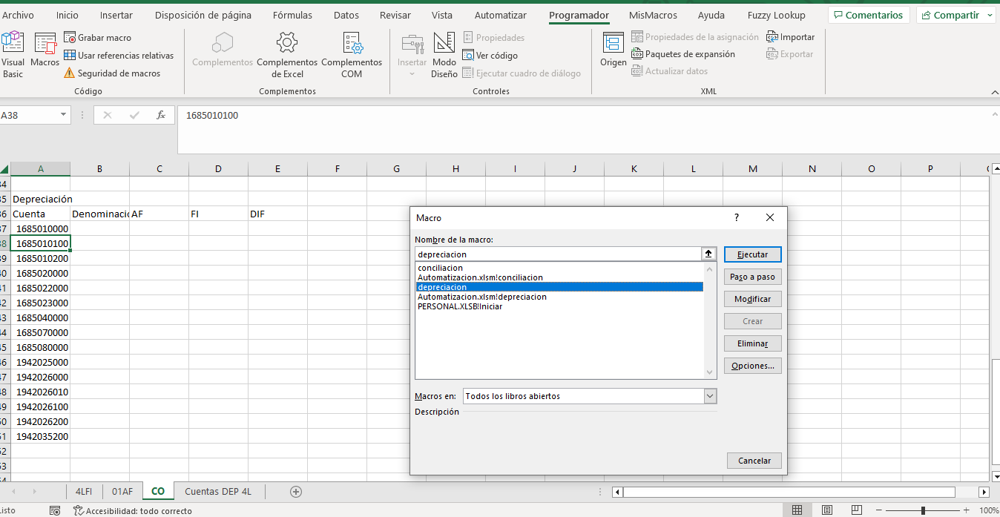 Archivo Inicio Insertar Disposición de página Fórmulas Datos Revisar Vista Automatizar Programador MisMacros Ayuda Fuzzy Lookup Comentarios Compartir
Visual Basic
Macros
Grabar macro
Usar referencias relativas
Seguridad de macros
Código
Complementos
Complementos de Excel
Complementos COM
Complementos
Insertar
Modo Diseño
Propiedades
Ver código
Ejecutar cuadro de diálogo
Controles
Origen
Propiedades de la asignación
Paquetes de expansión
Actualizar datos
Importar
Exportar
XML
A38 fx 1685010100
A B C D E F G H I J K L M N O P
34
35 Depreciación
36 Cuenta Denominacio AF FI DIF
37 1685010000
38 1685010100
39 1685010200
40 1685020000
41 1685022000
42 1685023000
43 1685040000
44 1685070000
45 1685080000
46 1942025000
47 1942026000
48 1942026010
49 1942026100
50 1942026200
51 1942035200
52
53
Macro ?
Nombre de la macro:
depreciacion
conciliacion
Automatizacion.xlsm!conciliacion
depreciacion
Automatizacion.xlsm!depreciacion
PERSONAL.XLSB!Iniciar
Ejecutar
Paso a paso
Modificar
Crear
Eliminar
Opciones...
Macros en: Todos los libros abiertos
Descripción
Cancelar
4LFI 01AF CO Cuentas DEP 4L
Listo Accesibilidad: todo correcto 100%